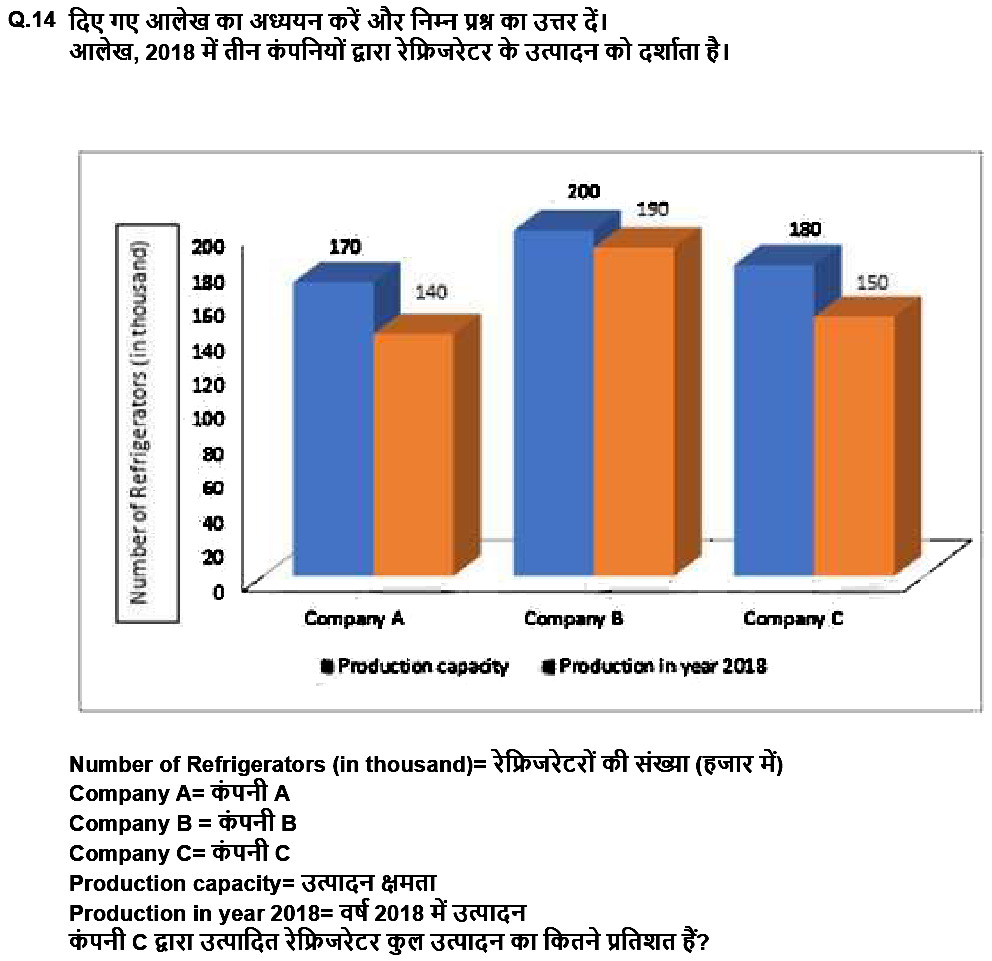 Q.14 दिए गए आलेख का अध्ययन करें और निम्न प्रश्न का उत्तर दें।
आलेख, 2018 में तीन कंपनियों द्वारा रेफ्रिजरेटर के उत्पादन को दर्शाता है।
Number of Refrigerators (in thousand)
200
180
160
140
120
100
80
60
40
20
0
170
140
200
190
180
150
Company A
Company B
Company C
Production capacity
Production in year 2018
Number of Refrigerators (in thousand)= रेफ्रिजरेटरों की संख्या (हजार में)
Company A= कंपनी A
Company B = कंपनी B
Company C= कंपनी C
Production capacity= उत्पादन क्षमता
Production in year 2018= वर्ष 2018 में उत्पादन
कंपनी C द्वारा उत्पादित रेफ्रिजरेटर कुल उत्पादन का कितने प्रतिशत हैं?